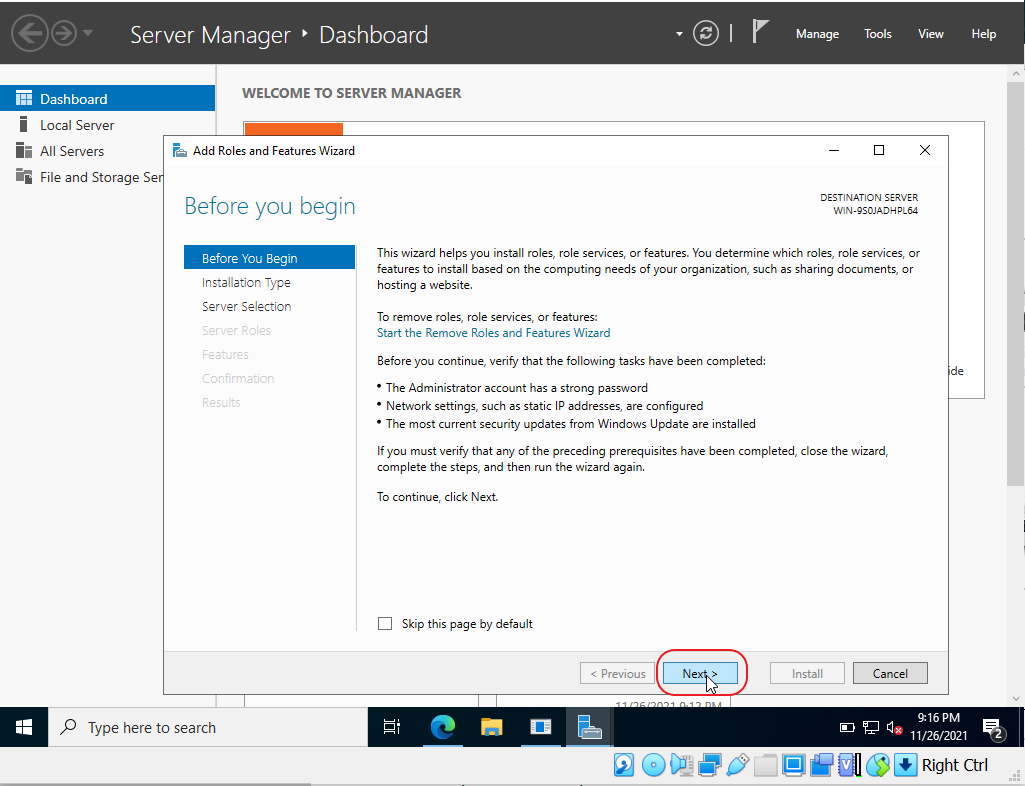 Server Manager • Dashboard
Manage Tools View Help
Dashboard
Local Server
All Servers
File and Storage Ser
WELCOME TO SERVER MANAGER
Add Roles and Features Wizard
Before you begin
DESTINATION SERVER
WIN-9S0JADHPL64
Before You Begin
Installation Type
Server Selection
Server Roles
Features
Confirmation
Results
This wizard helps you install roles, role services, or features. You determine which roles, role services, or
features to install based on the computing needs of your organization, such as sharing documents, or
hosting a website.
To remove roles, role services, or features:
Start the Remove Roles and Features Wizard
Before you continue, verify that the following tasks have been completed:
• The Administrator account has a strong password
• Network settings, such as static IP addresses, are configured
• The most current security updates from Windows Update are installed
If you must verify that any of the preceding prerequisites have been completed, close the wizard,
complete the steps, and then run the wizard again.
To continue, click Next.
Skip this page by default
< Previous
Next >
Install
Cancel
ide
11/26/2021 9:12 PM
Type here to search
9:16 PM
11/26/2021
2
Right Ctrl